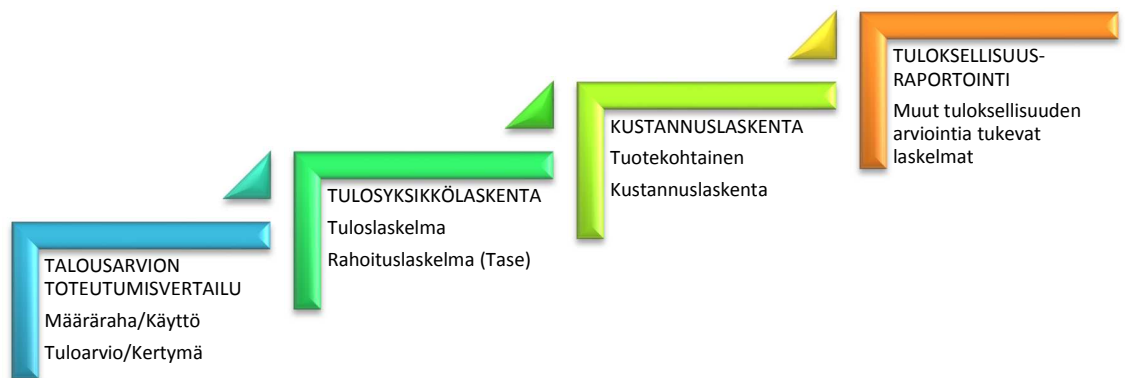 TALOUSARVION
TOTEUTUMISVERTAILU
Määräraha/Käyttö
Tuloarvio/Kertymä
TULOSYKSIKKÖLASKENTA
Tuloslaskelma
Rahoituslaskelma (Tase)
KUSTANNUSLASKENTA
Tuotekohtainen
Kustannuslaskenta
TULOKSELLISUUS-
RAPORTOINTI
Muut tuloksellisuuden
arviointia tukevat
laskelmat